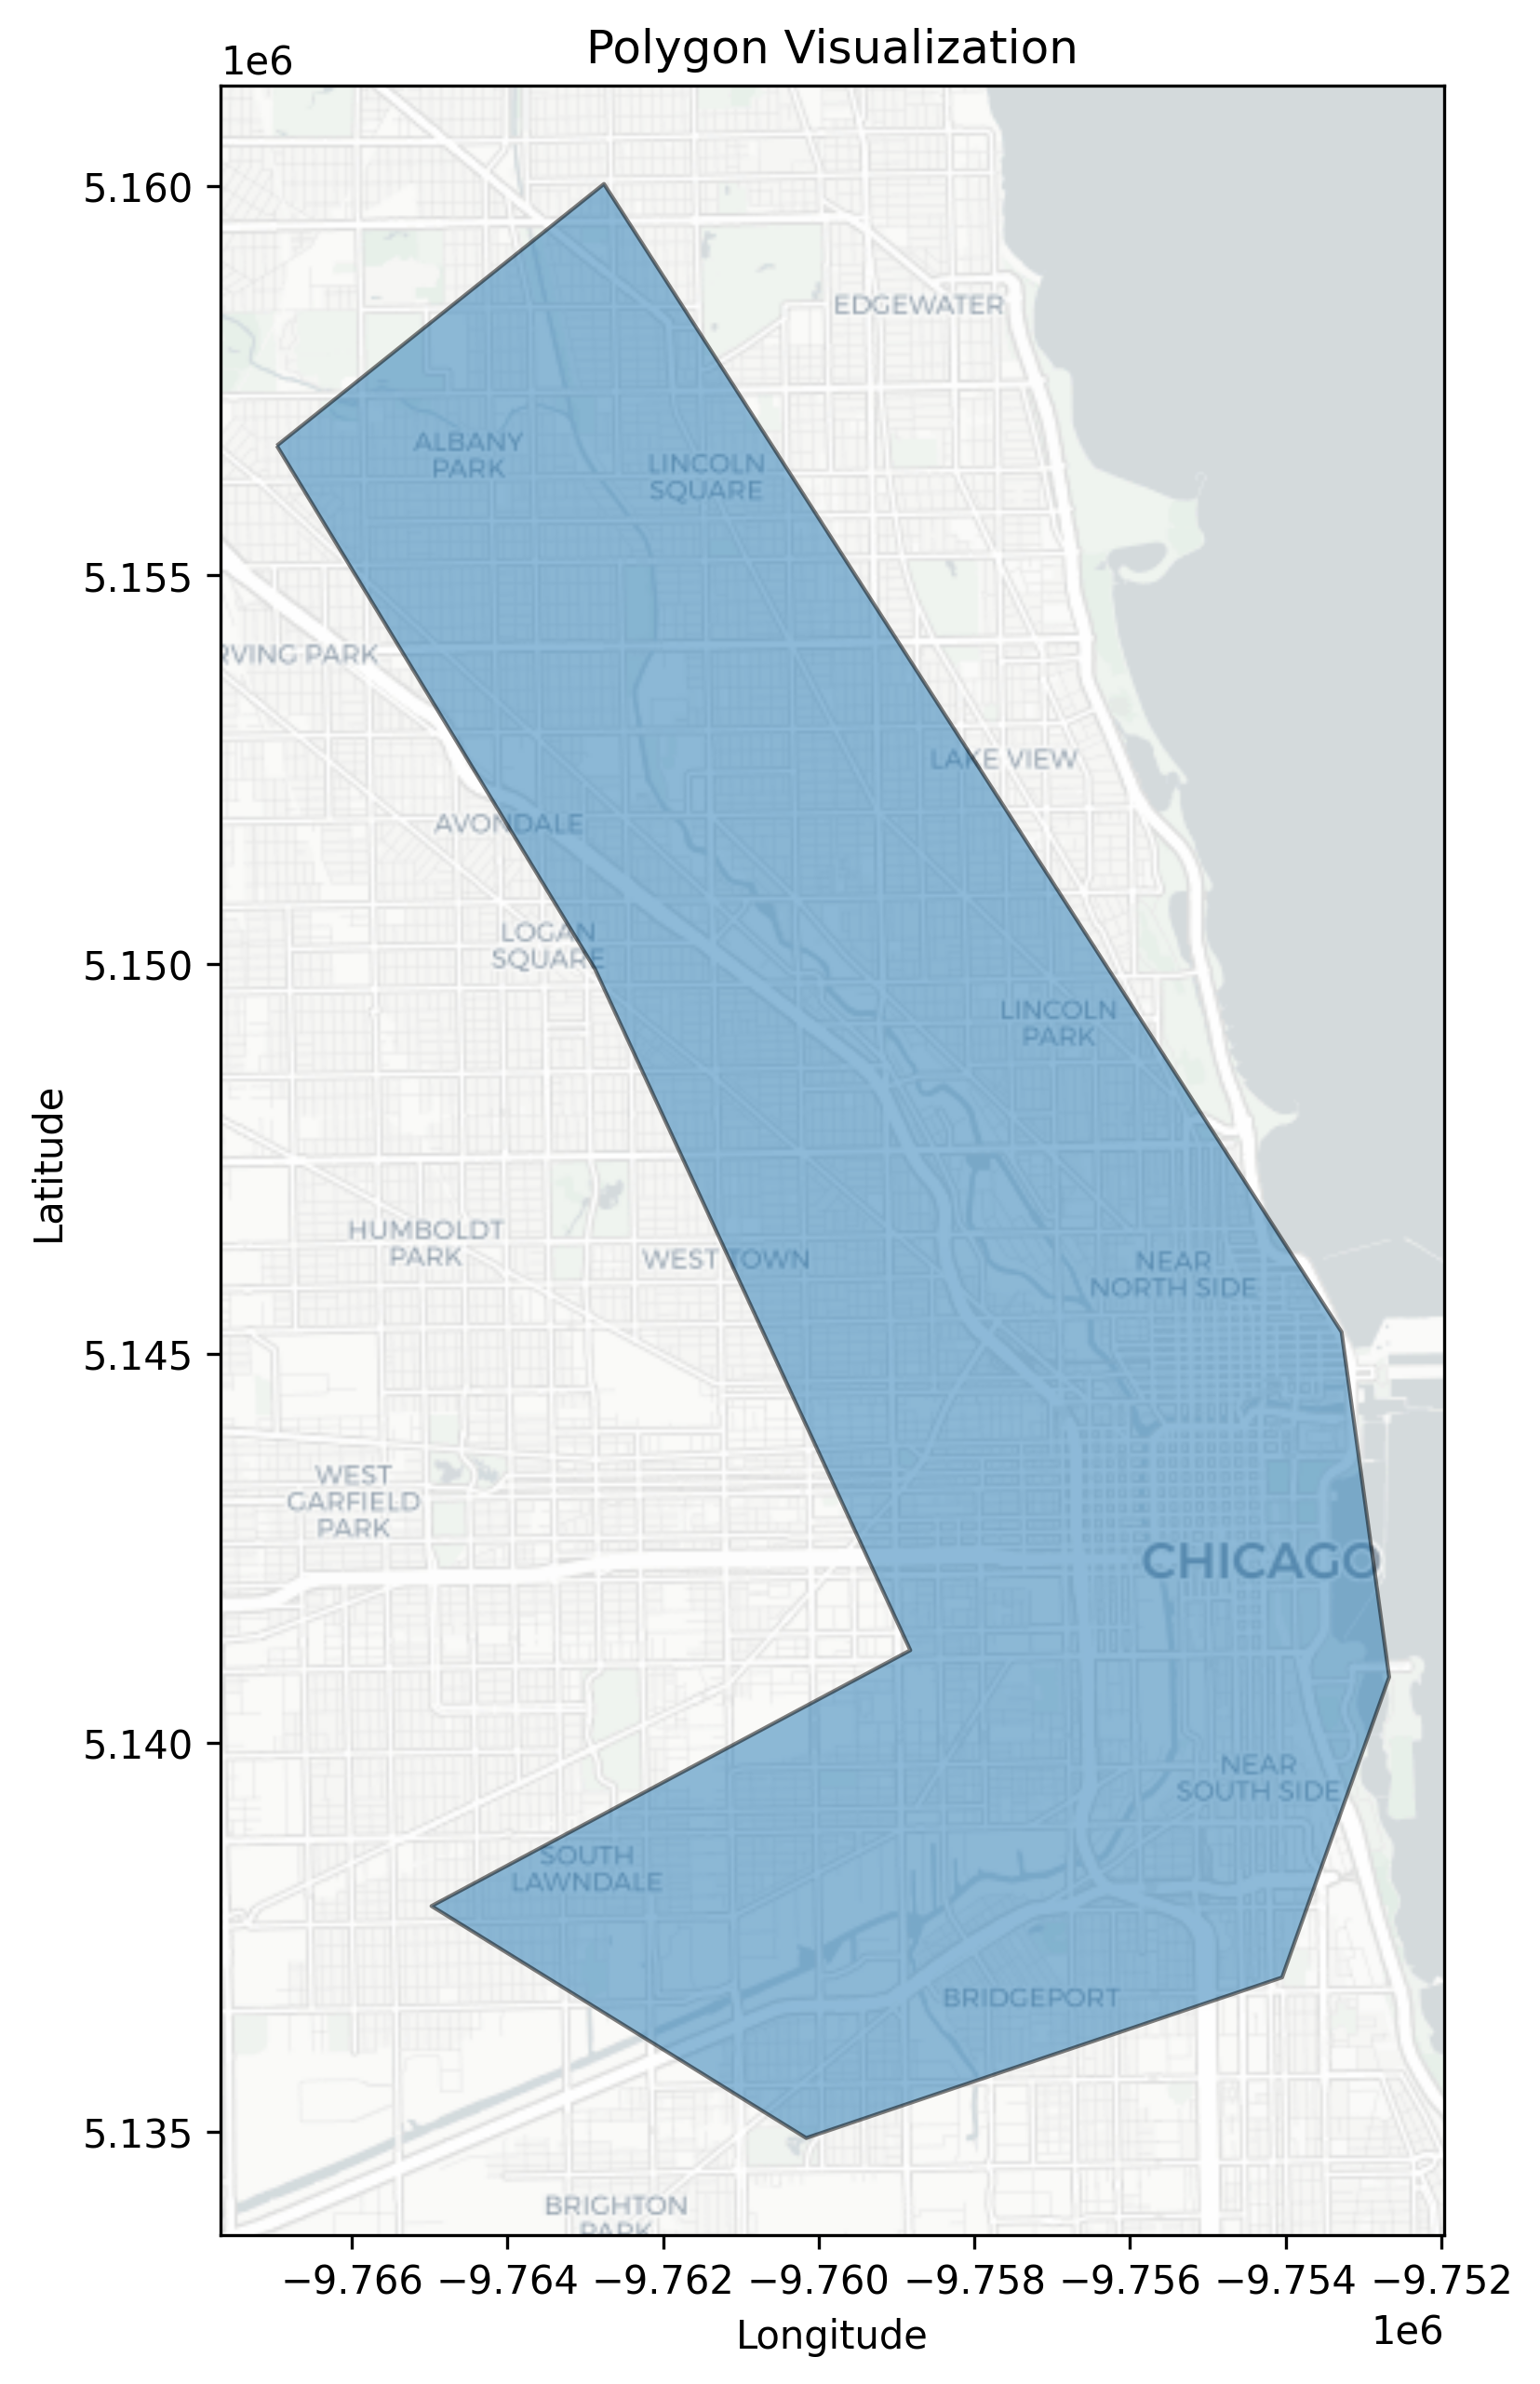 Polygon Visualization
1e6
5.160
EDGEWATER
ALBANY
PARK
LINCOLN
SQUARE
5.155
RVING PARK
LAKE VIEW
AVONDALE
LOGAN
SQUARE
5.150
LINCOLN
PARK
Latitude
HUMBOLDT
PARK
WEST TOWN
NEAR
NORTH SIDE
5.145
WEST
GARFIELD
PARK
CHICAGO
5.140
NEAR
SOUTH SIDE
SOUTH
LAWNDALE
BRIDGEPORT
5.135
BRIGHTON
PARK
−9.766 −9.764 −9.762 −9.760 −9.758 −9.756 −9.754 −9.752
Longitude
1e6